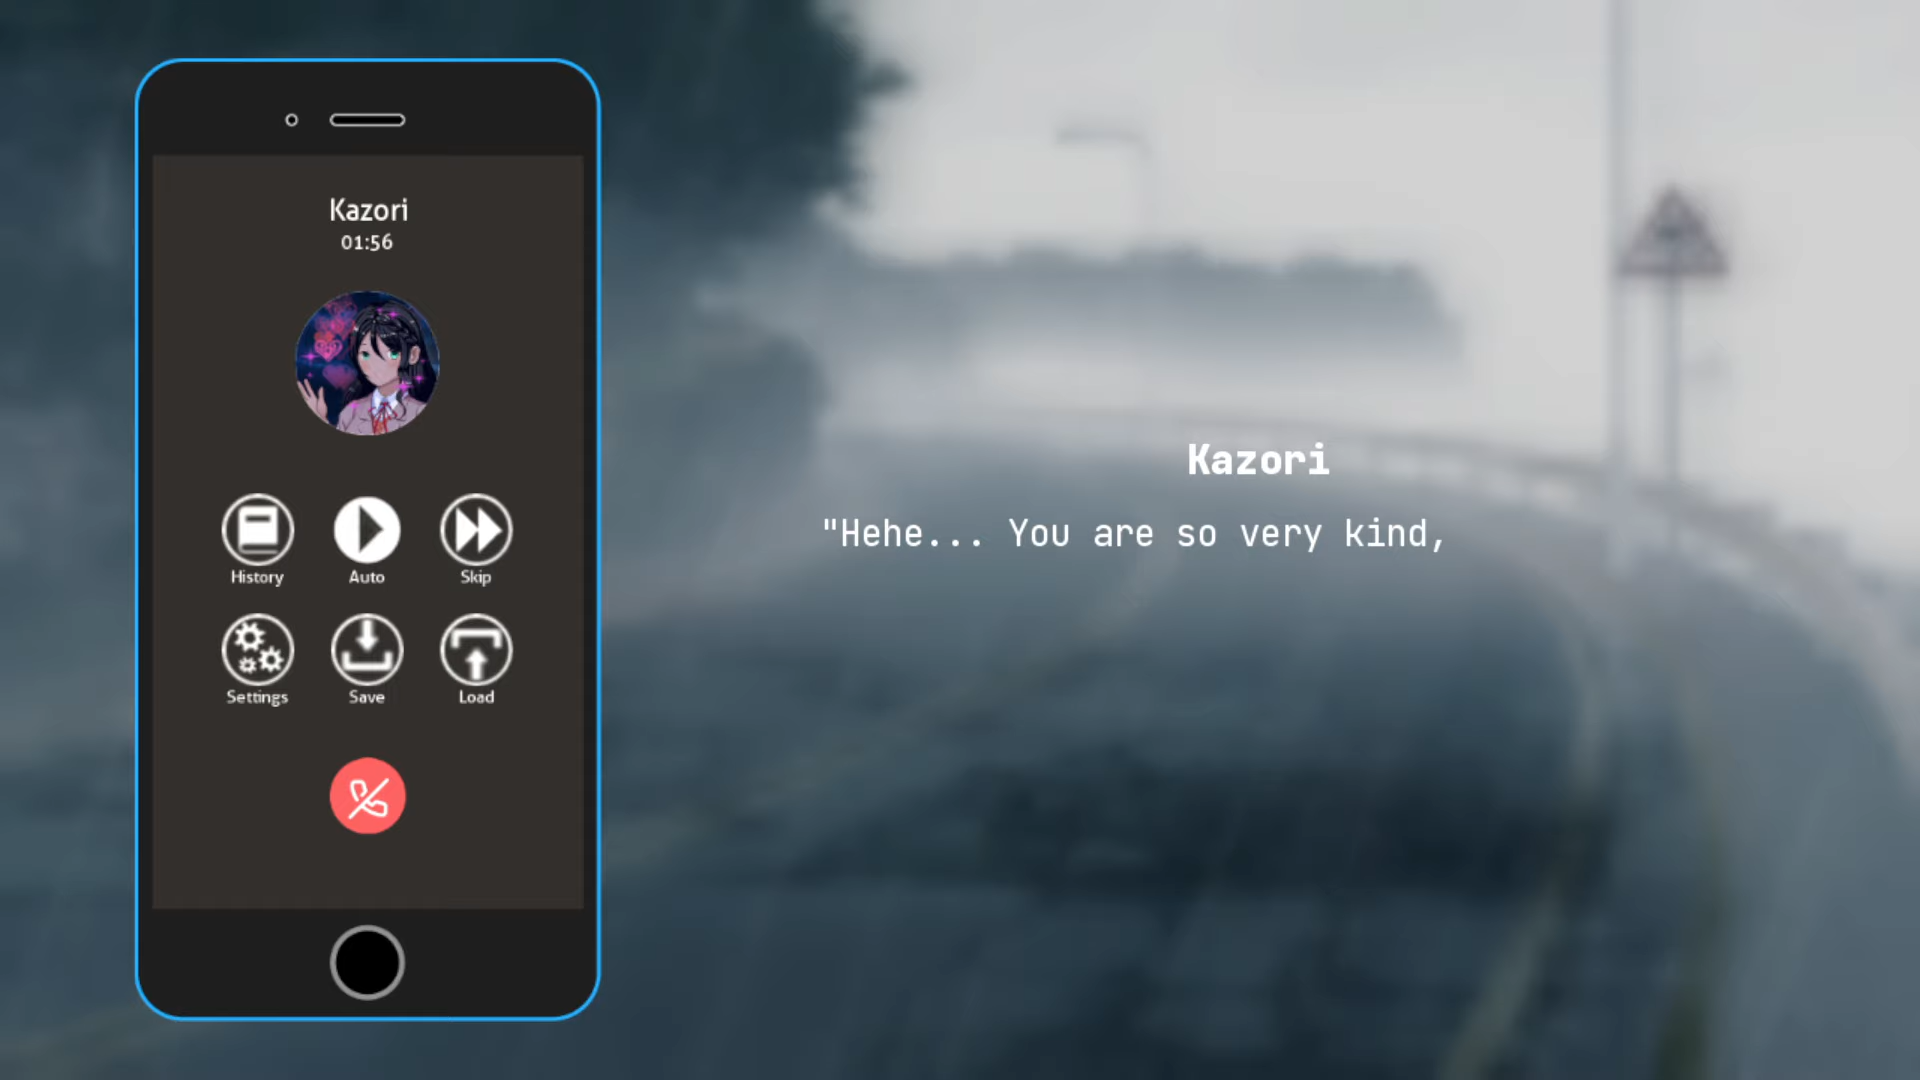 Kazori
01:56
History Auto Skip
Settings Save Load
Kazori
"Hehe... You are so very kind,